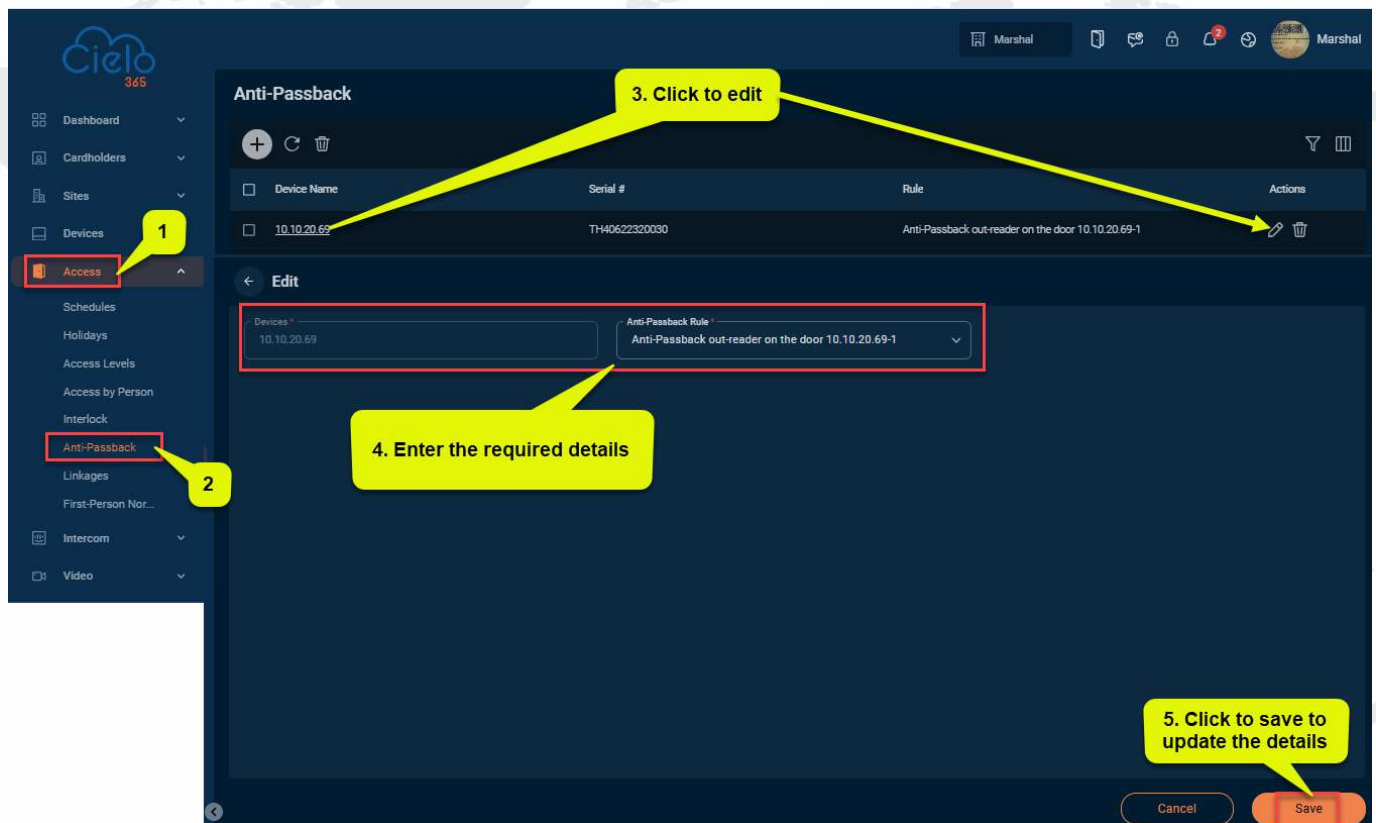 Cielo
365
Marshal
2
Marshal
Anti-Passback
3. Click to edit
Dashboard
Cardholders
Sites
Devices
1
Access
Schedules
Holidays
Access Levels
Access by Person
Interlock
Anti-Passback
2
Linkages
First-Person Nor...
Intercom
Video
Device Name
Serial #
Rule
Actions
10.10.20.69
TH40622320030
Anti-Passback out-reader on the door 10.10.20.69-1
Edit
Devices *
10.10.20.69
Anti-Passback Rule *
Anti-Passback out-reader on the door 10.10.20.69-1
4. Enter the required details
5. Click to save to
update the details
Cancel
Save